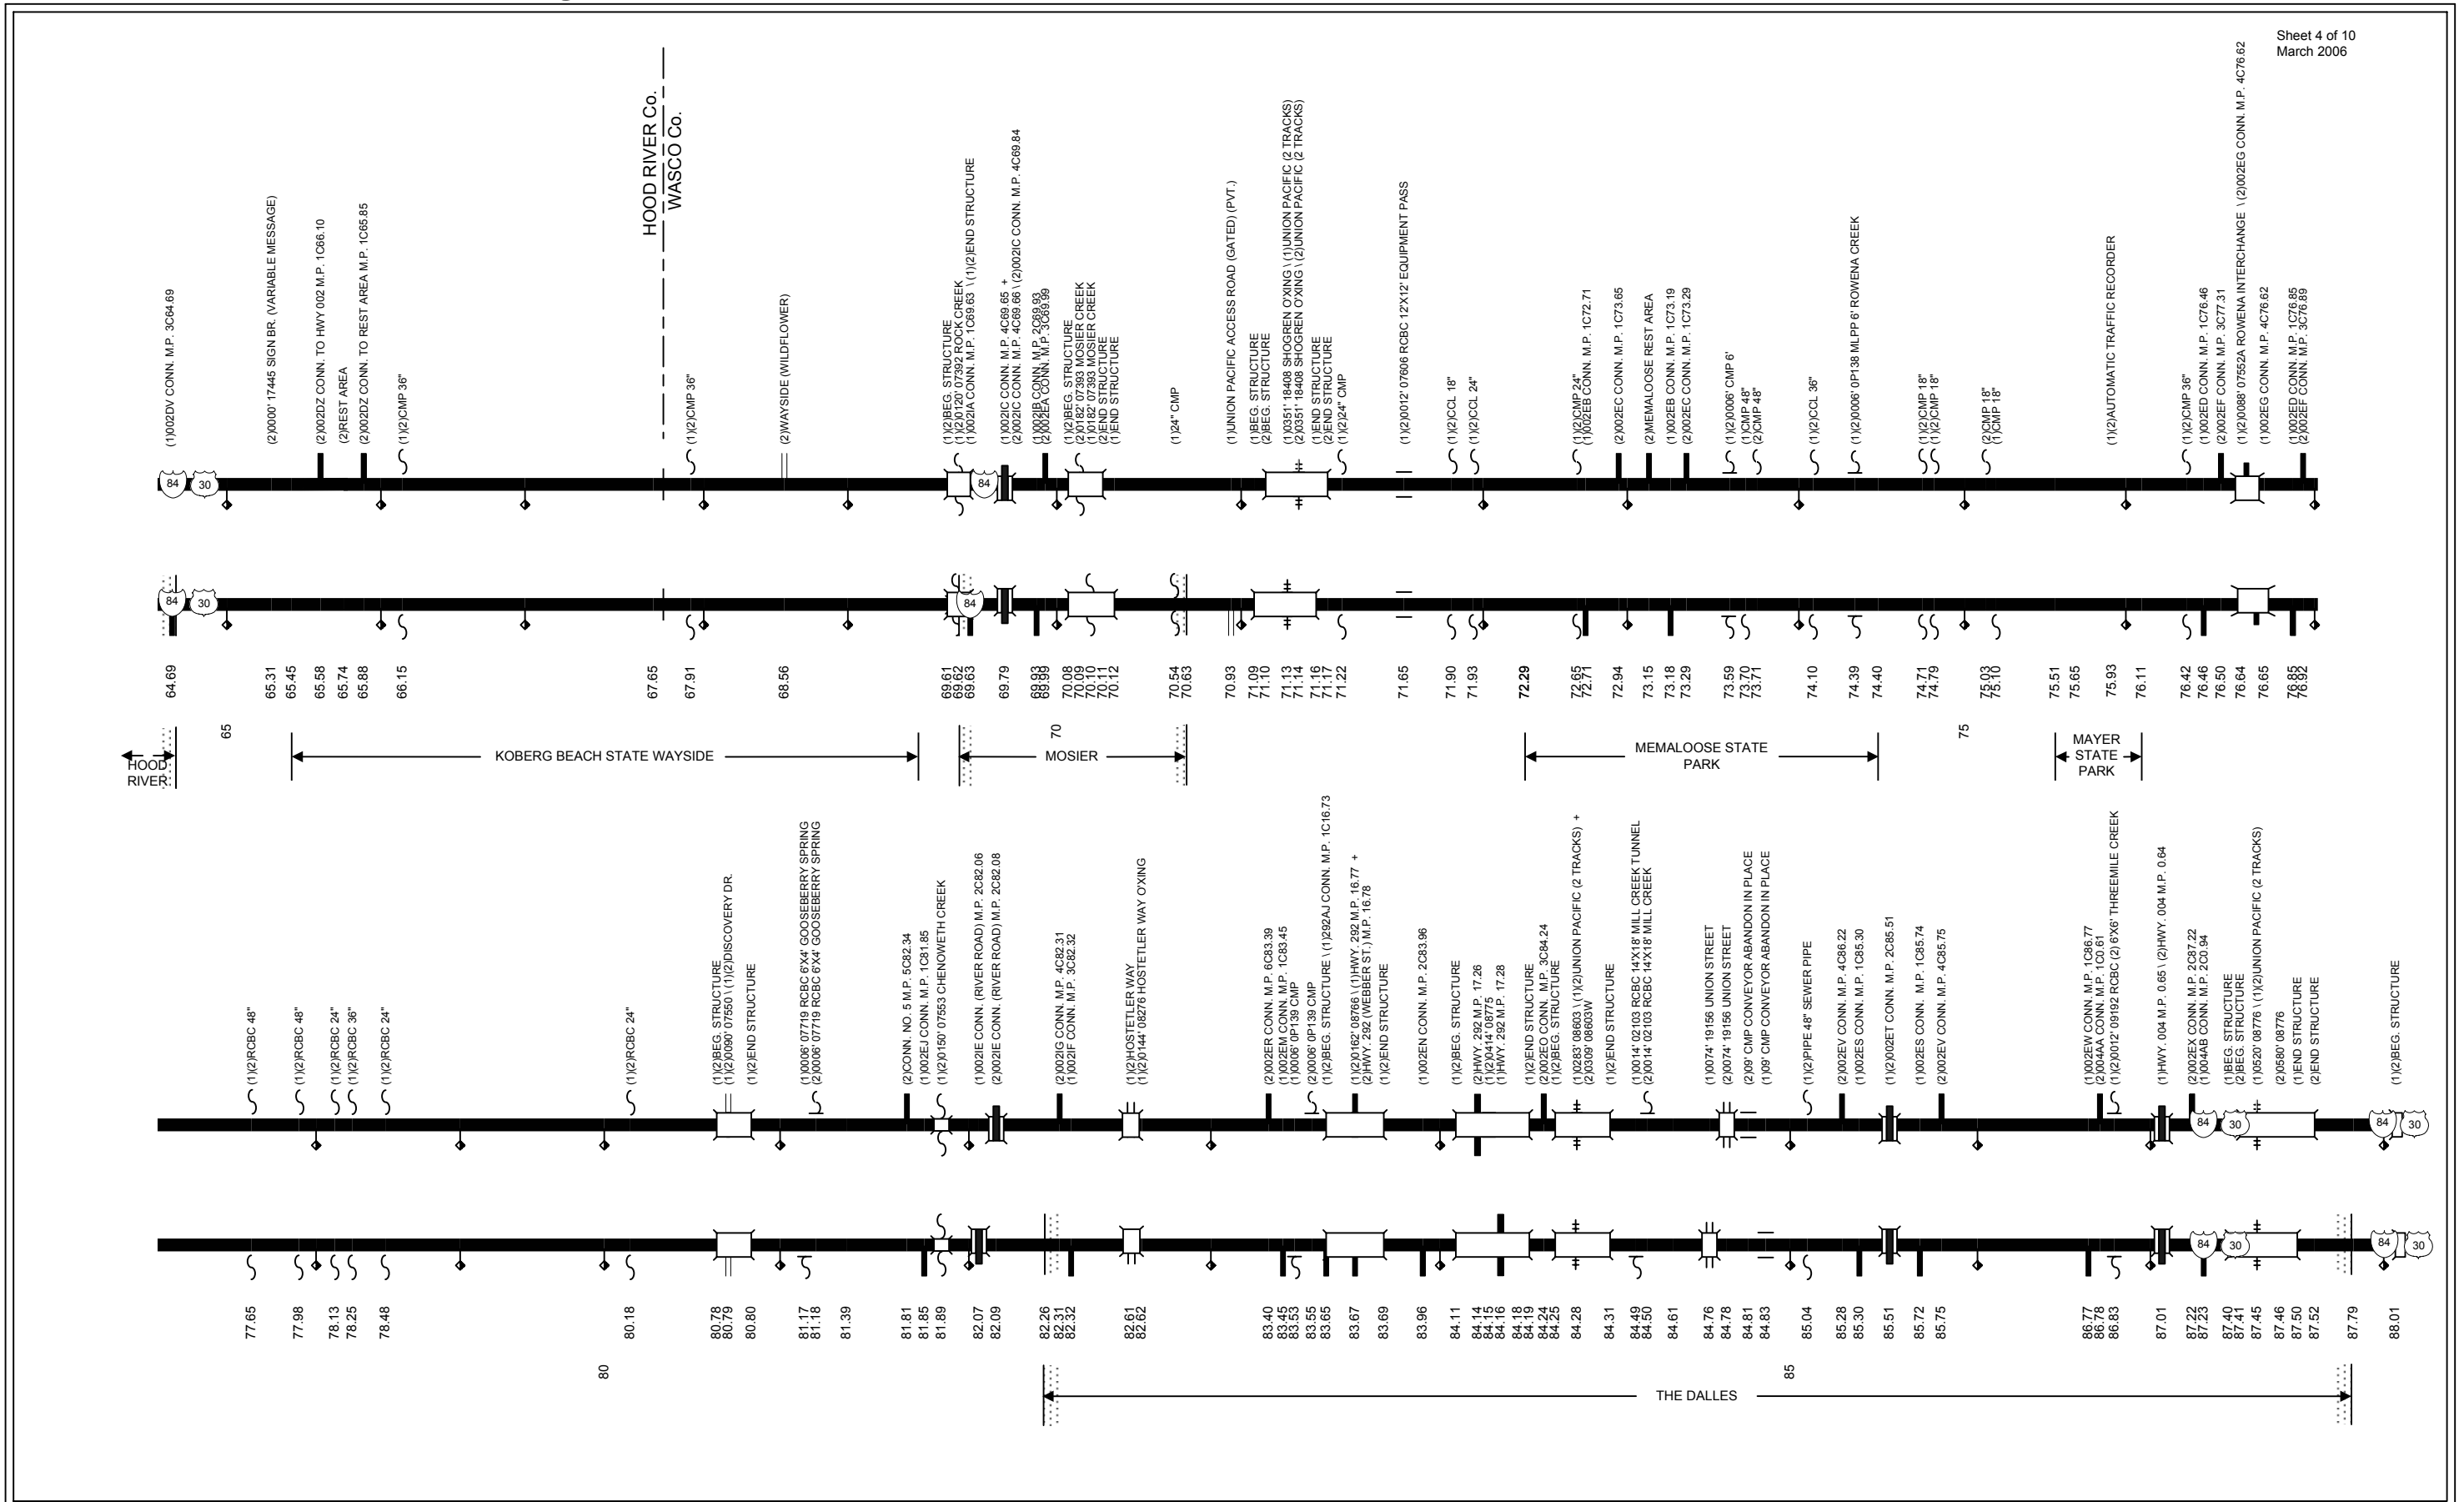 Sheet 4 of 10
March 2006
HOOD RIVER Co.
WASCO Co.
(1)002DV CONN. M.P. 3C64.69
(2)0000' 17445 SIGN BR. (VARIABLE MESSAGE)
(2)002DZ CONN. TO HWY 002 M.P. 1C66.10
(2)REST AREA
(2)002DZ CONN. TO REST AREA M.P. 1C65.85
(1)(2)CMP 36"
(1)(2)CMP 36"
(2)WAYSIDE (WILDFLOWER)
(1)(2)BEG. STRUCTURE
(1)(2)0120' 07392 ROCK CREEK
(1)002IA CONN. M.P. 1C69.63 \ (1)(2)END STRUCTURE
(1)002IC CONN. M.P. 4C69.65 +
(2)002IC CONN. M.P. 4C69.66 \ (2)002IC CONN. M.P. 4C69.84
(1)002IB CONN. M.P. 2C69.93
(2)002EA CONN. M.P. 3C69.99
(1)(2)BEG. STRUCTURE
(2)0182' 07393 MOSIER CREEK
(1)0182' 07393 MOSIER CREEK
(2)END STRUCTURE
(1)END STRUCTURE
(1)24" CMP
(1)UNION PACIFIC ACCESS ROAD (GATED) (PVT.)
(1)BEG. STRUCTURE
(2)BEG. STRUCTURE
(1)0351' 18408 SHOGREN O'XING \ (1)UNION PACIFIC (2 TRACKS)
(2)0351' 18408 SHOGREN O'XING \ (2)UNION PACIFIC (2 TRACKS)
(1)END STRUCTURE
(2)END STRUCTURE
(1)(2)24" CMP
(1)(2)0012' 07606 RCBC 12'X12' EQUIPMENT PASS
(1)(2)CCL 18"
(1)(2)CCL 24"
(1)(2)CMP 24"
(1)002EB CONN. M.P. 1C72.71
(2)002EC CONN. M.P. 1C73.65
(2)MEMALOOSE REST AREA
(1)002EB CONN. M.P. 1C73.19
(2)002EC CONN. M.P. 1C73.29
(1)(2)0006' CMP 6'
(1)CMP 48"
(2)CMP 48"
(1)(2)CCL 36"
(1)(2)0006' 0P138 MLPP 6' ROWENA CREEK
(1)(2)CMP 18"
(1)(2)CMP 18"
(2)CMP 18"
(1)CMP 18"
(1)(2)AUTOMATIC TRAFFIC RECORDER
(1)(2)CMP 36"
(1)002ED CONN. M.P. 1C76.46
(2)002EF CONN. M.P. 3C77.31
(1)(2)0088' 07552A ROWENA INTERCHANGE \ (2)002EG CONN. M.P. 4C76.62
(1)002EG CONN. M.P. 4C76.62
(1)002ED CONN. M.P. 1C76.85
(2)002EF CONN. M.P. 3C76.89
84 30 84
84 30 84
64.69 65.31 65.45 65.58 65.74 65.88 66.15 67.65 67.91 68.56 69.61 69.62 69.63 69.79 69.93 69.99 70.08 70.09 70.10 70.11 70.12 70.54 70.63 70.93 71.09 71.10 71.13 71.14 71.16 71.17 71.22 71.65 71.90 71.93 72.29 72.65 72.71 72.94 73.15 73.18 73.29 73.59 73.70 73.71 74.10 74.39 74.40 74.71 74.79 75.03 75.10 75.51 75.65 75.93 76.11 76.42 76.46 76.50 76.64 76.65 76.85 76.92
65 70 75
HOOD
RIVER
KOBERG BEACH STATE WAYSIDE
MOSIER
MEMALOOSE STATE
PARK
MAYER
STATE
PARK
(1)(2)RCBC 48"
(1)(2)RCBC 48"
(1)(2)RCBC 24"
(1)(2)RCBC 36"
(1)(2)RCBC 24"
(1)(2)RCBC 24"
(1)(2)BEG. STRUCTURE
(1)(2)0090' 07550 \ (1)(2)DISCOVERY DR.
(1)(2)END STRUCTURE
(1)0006' 07719 RCBC 6'X4' GOOSEBERRY SPRING
(2)0006' 07719 RCBC 6'X4' GOOSEBERRY SPRING
(2)CONN. NO. 5 M.P. 5C82.34
(1)002EJ CONN. M.P. 1C81.85
(1)(2)0150' 07553 CHENOWETH CREEK
(1)002IE CONN. (RIVER ROAD) M.P. 2C82.06
(2)002IE CONN. (RIVER ROAD) M.P. 2C82.08
(2)002IG CONN. M.P. 4C82.31
(1)002IF CONN. M.P. 3C82.32
(1)(2)HOSTETLER WAY
(1)(2)0144' 08276 HOSTETLER WAY O'XING
(2)002ER CONN. M.P. 6C83.39
(1)002EM CONN. M.P. 1C83.45
(1)0006' 0P139 CMP
(2)0006' 0P139 CMP
(1)(2)BEG. STRUCTURE \ (1)292AJ CONN. M.P. 1C16.73
(1)(2)0162' 08766 \ (1)HWY. 292 M.P. 16.77 +
(2)HWY. 292 (WEBBER ST.) M.P. 16.78
(1)(2)END STRUCTURE
(1)002EN CONN. M.P. 2C83.96
(1)(2)BEG. STRUCTURE
(2)HWY. 292 M.P. 17.26
(1)(2)0414' 08775
(1)HWY. 292 M.P. 17.28
(1)(2)END STRUCTURE
(2)002EO CONN. M.P. 3C84.24
(1)(2)BEG. STRUCTURE
(1)0283' 08603 \ (1)(2)UNION PACIFIC (2 TRACKS) +
(2)0309' 08603W
(1)(2)END STRUCTURE
(1)0014' 02103 RCBC 14'X18' MILL CREEK TUNNEL
(2)0014' 02103 RCBC 14'X18' MILL CREEK
(1)0074' 19156 UNION STREET
(2)0074' 19156 UNION STREET
(2)09' CMP CONVEYOR ABANDON IN PLACE
(1)09' CMP CONVEYOR ABANDON IN PLACE
(1)(2)PIPE 48" SEWER PIPE
(2)002EV CONN. M.P. 4C86.22
(1)002ES CONN. M.P. 1C85.30
(1)(2)002ET CONN. M.P. 2C85.51
(1)002ES CONN. M.P. 1C85.74
(2)002EV CONN. M.P. 4C85.75
(1)002EW CONN. M.P. 1C86.77
(2)004AA CONN. M.P. 1C0.61
(1)(2)0012' 09192 RCBC (2) 6'X6' THREEMILE CREEK
(1)HWY. 004 M.P. 0.65 \ (2)HWY. 004 M.P. 0.64
(2)002EX CONN. M.P. 2C87.22
(1)004AB CONN. M.P. 2C0.94
(1)BEG. STRUCTURE
(2)BEG. STRUCTURE
(1)0520' 08776 \ (1)(2)UNION PACIFIC (2 TRACKS)
(2)0580' 08776
(1)END STRUCTURE
(2)END STRUCTURE
(1)(2)BEG. STRUCTURE
84 30 84 30
84 30 84 30
77.65 77.98 78.13 78.25 78.48 80.18 80.78 80.79 80.80 81.17 81.18 81.39 81.81 81.85 81.89 82.07 82.09 82.26 82.31 82.32 82.61 82.62 83.40 83.45 83.53 83.55 83.65 83.67 83.69 83.96 84.11 84.14 84.15 84.16 84.18 84.19 84.24 84.25 84.28 84.31 84.49 84.50 84.61 84.76 84.78 84.81 84.83 85.04 85.28 85.30 85.51 85.72 85.75 86.77 86.78 86.83 87.01 87.22 87.23 87.40 87.41 87.45 87.46 87.50 87.52 87.79 88.01
80 85
THE DALLES